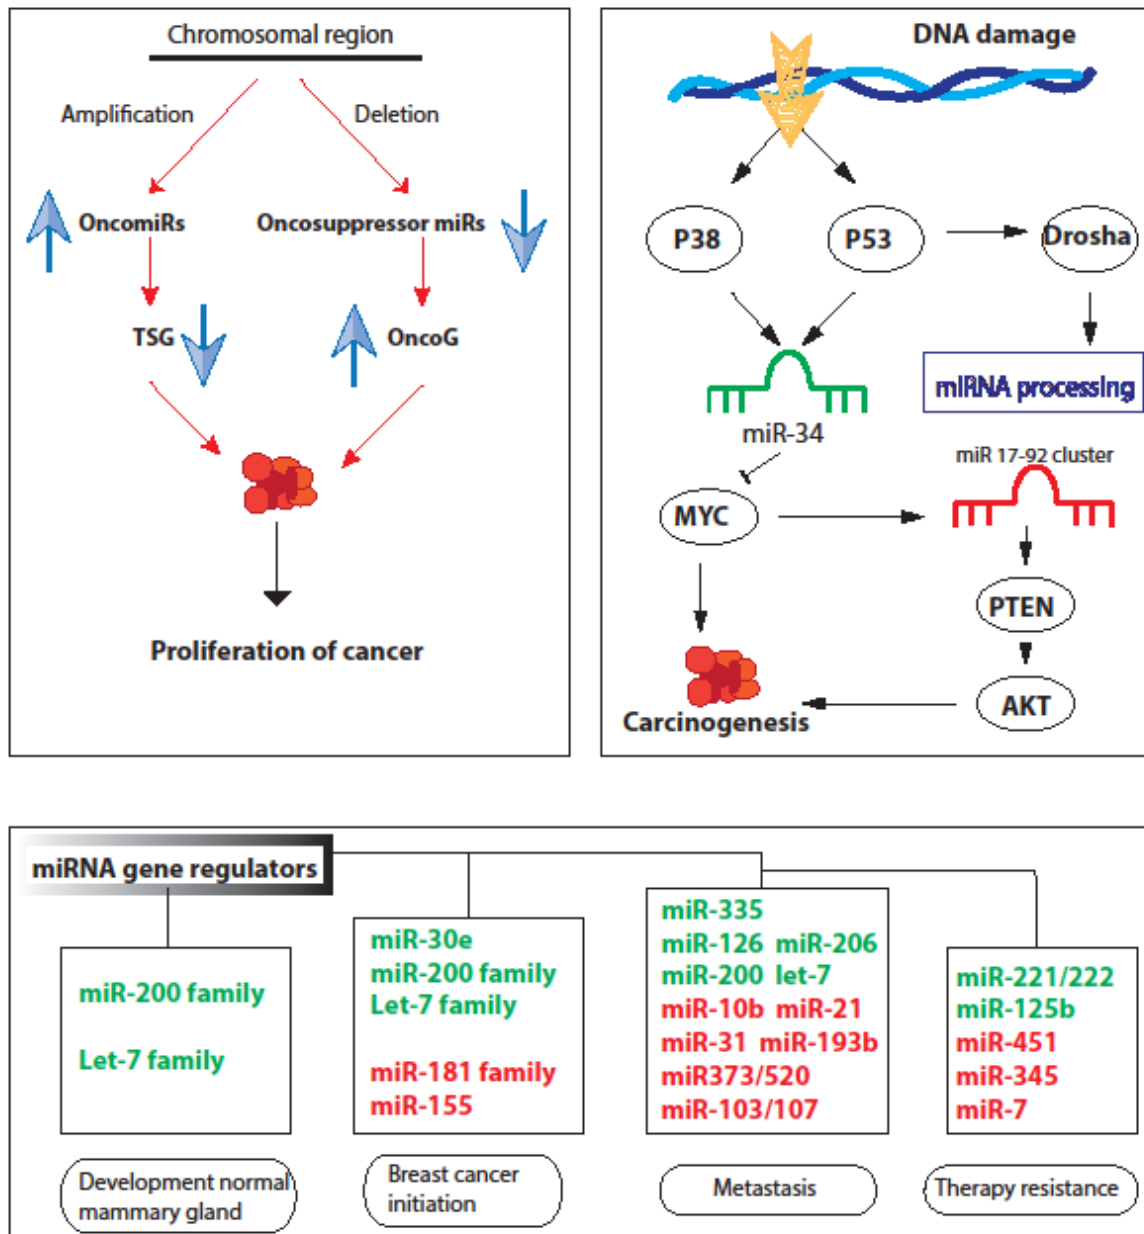 Chromosomal region
Amplification
Deletion
OncomiRs
Oncosuppressor miRs
TSG
OncoG
Proliferation of cancer
DNA damage
P38
P53
Drosha
miRNA processing
miR-34
miR 17-92 cluster
MYC
PTEN
AKT
Carcinogenesis
miRNA gene regulators
miR-200 family
Let-7 family
Development normal
mammary gland
miR-30e
miR-200 family
Let-7 family
miR-181 family
miR-155
Breast cancer
initiation
miR-335
miR-126 miR-206
miR-200 let-7
miR-10b miR-21
miR-31 miR-193b
miR373/520
miR-103/107
Metastasis
miR-221/222
miR-125b
miR-451
miR-345
miR-7
Therapy resistance